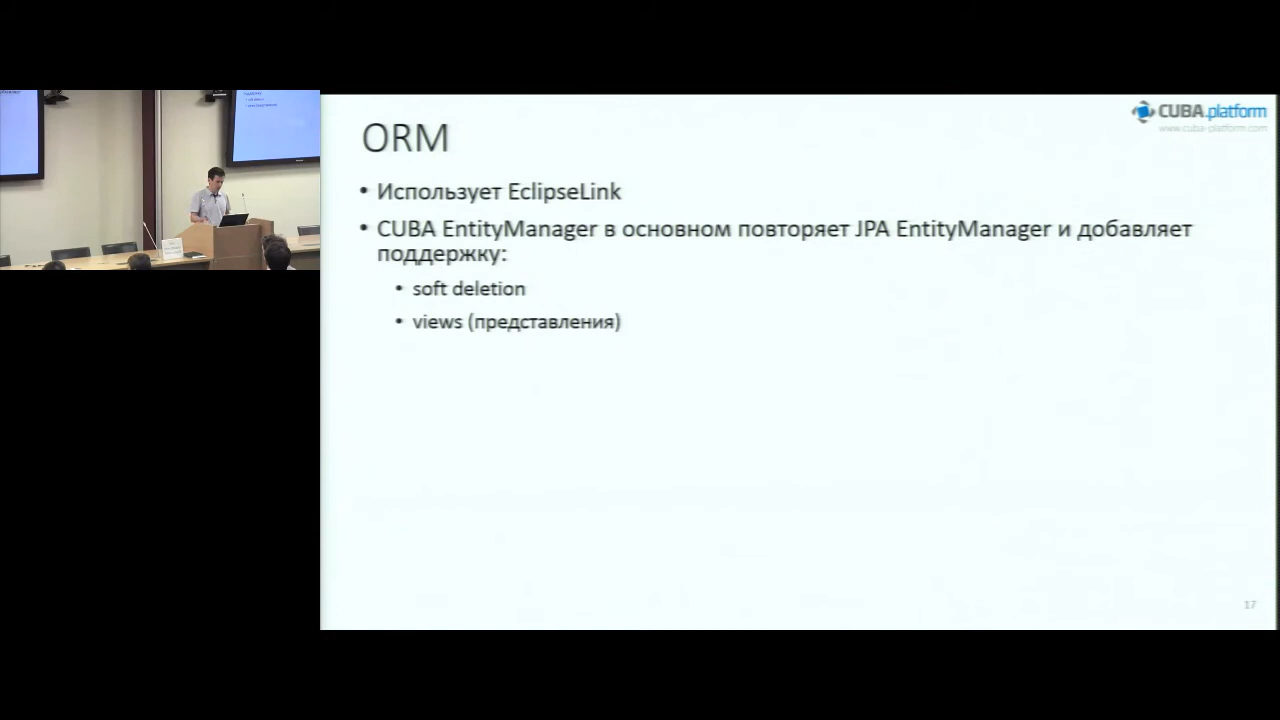 CUBA.platform
www.cuba-platform.com
ORM
• Использует EclipseLink
• CUBA EntityManager в основном повторяет JPA EntityManager и добавляет
поддержку:
• soft deletion
• views (представления)
17